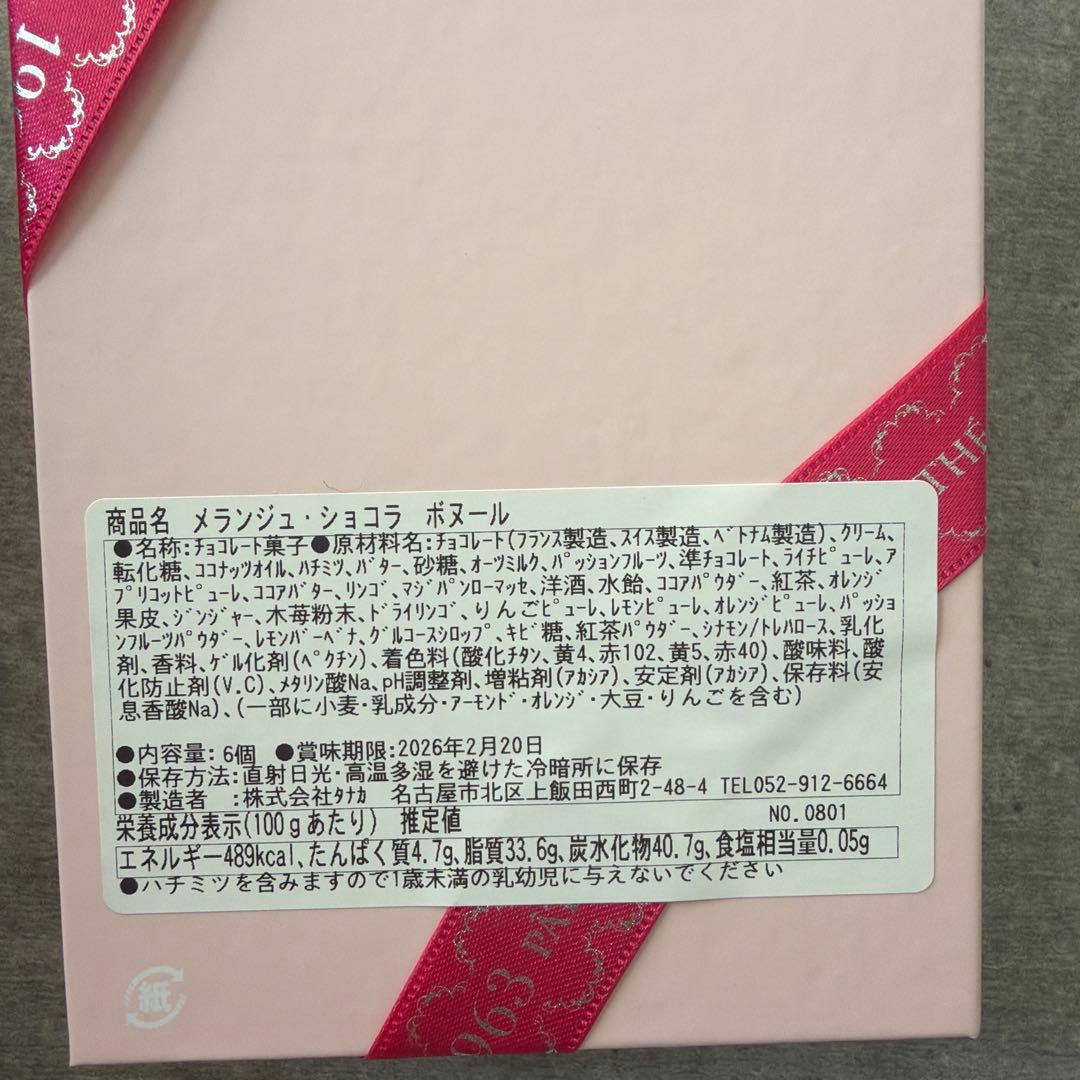 19
THÉ
商品名 メランジュ・ショコラ ボヌール
●名称:ﾁｮｺﾚｰﾄ菓子●原材料名:ﾁｮｺﾚｰﾄ(ﾌﾗﾝｽ製造､ｽｲｽ製造､ﾍﾞﾄﾅﾑ製造)､ｸﾘｰﾑ､
転化糖､ｺｺﾅｯﾂｵｲﾙ､ﾊﾁﾐﾂ､ﾊﾞﾀｰ､砂糖､ｵｰﾂﾐﾙｸ､ﾊﾟｯｼｮﾝﾌﾙｰﾂ､準ﾁｮｺﾚｰﾄ､ﾗｲﾁﾋﾟｭｰﾚ､ｱ
ﾌﾟﾘｺｯﾄﾋﾟｭｰﾚ､ｺｺｱﾊﾞﾀｰ､ﾘﾝｺﾞ､ﾏｼﾞﾊﾟﾝﾛｰﾏｯｾ､洋酒､水飴､ｺｺｱﾊﾟｳﾀﾞｰ､紅茶､ｵﾚﾝｼﾞ
果皮､ｼﾞﾝｼﾞｬｰ､木苺粉末､ﾄﾞﾗｲﾘﾝｺﾞ､りんごﾋﾟｭｰﾚ､ﾚﾓﾝﾋﾟｭｰﾚ､ｵﾚﾝｼﾞﾋﾟｭｰﾚ､ﾊﾟｯｼｮ
ﾝﾌﾙｰﾂﾊﾟｳﾀﾞｰ､ﾚﾓﾝﾊﾞｰﾍﾞﾅ､ｸﾞﾙｺｰｽｼﾛｯﾌﾟ､ｷﾋﾞ糖､紅茶ﾊﾟｳﾀﾞｰ､ｼﾅﾓﾝ/ﾄﾚﾊﾛｰｽ､乳化
剤､香料､ｹﾞﾙ化剤(ﾍﾟｸﾁﾝ)､着色料(酸化ﾁﾀﾝ､黄4､赤102､黄5､赤40)､酸味料､酸
化防止剤(V.C)､ﾒﾀﾘﾝ酸Na､pH調整剤､増粘剤(ｱｶｼｱ)､安定剤(ｱｶｼｱ)､保存料(安
息香酸Na)､(一部に小麦･乳成分･ｱｰﾓﾝﾄﾞ･ｵﾚﾝｼﾞ･大豆･りんごを含む)
●内容量: 6個 ●賞味期限:2026年2月20日
●保存方法:直射日光･高温多湿を避けた冷暗所に保存
●製造者 :株式会社ﾀﾅｶ 名古屋市北区上飯田西町2-48-4 TEL052-912-6664
栄養成分表示(100gあたり) 推定値 NO.0801
エネルギー489kcal､たんぱく質4.7g､脂質33.6g､炭水化物40.7g､食塩相当量0.05g
●ハチミツを含みますので1歳未満の乳幼児に与えないでください
紙
963 PA